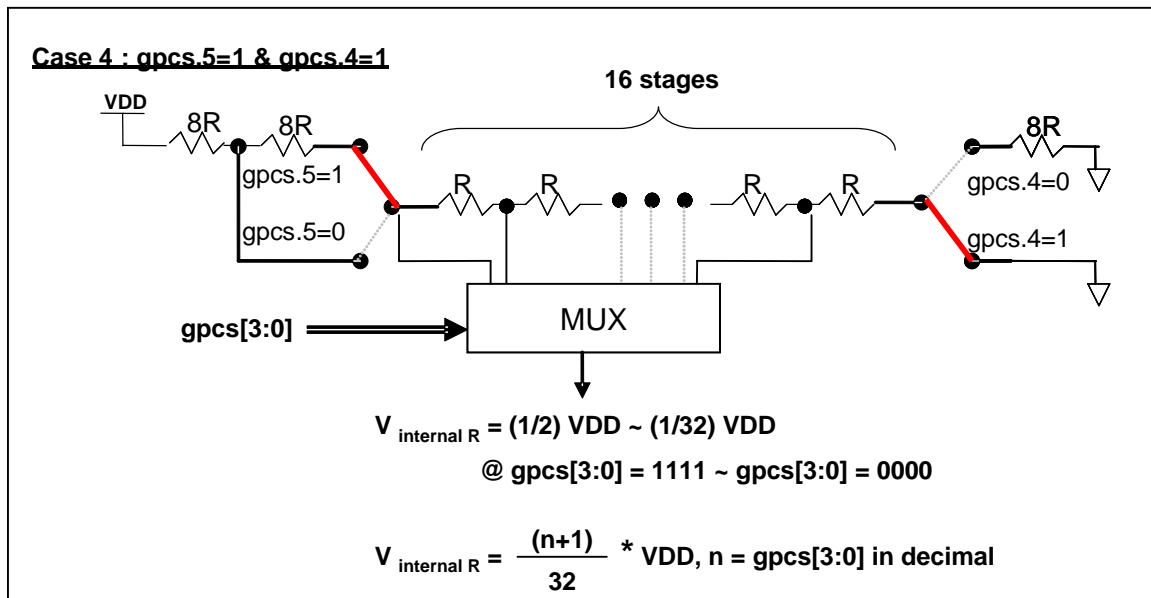 Case 4 : gpcs.5=1 & gpcs.4=1
16 stages
VDD
8R 8R 8R
gpcs.5=1
R R R R
gpcs.4=0
gpcs.5=0
gpcs.4=1
MUX
gpcs[3:0]
V internal R = (1/2) VDD ~ (1/32) VDD
@ gpcs[3:0] = 1111 ~ gpcs[3:0] = 0000
V internal R = (n+1) / 32 * VDD, n = gpcs[3:0] in decimal